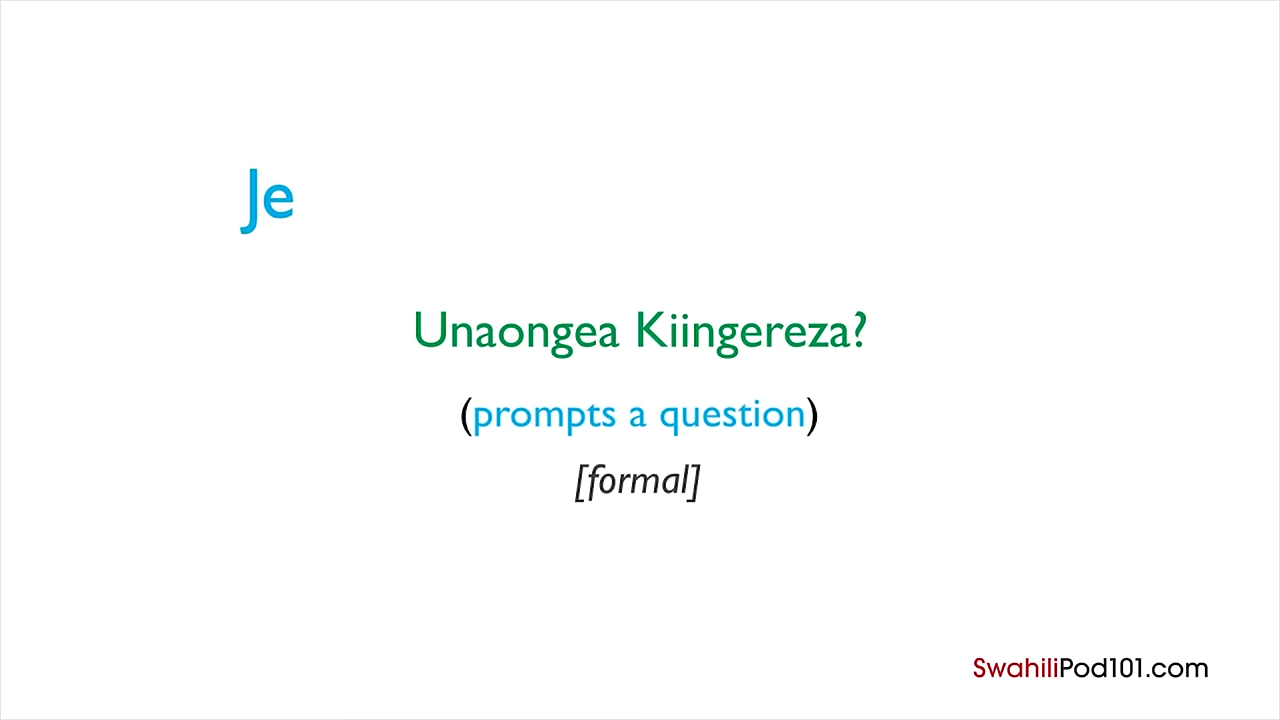 Je
Unaongea Kiingereza?
(prompts a question)
[formal]
SwahiliPod101.com